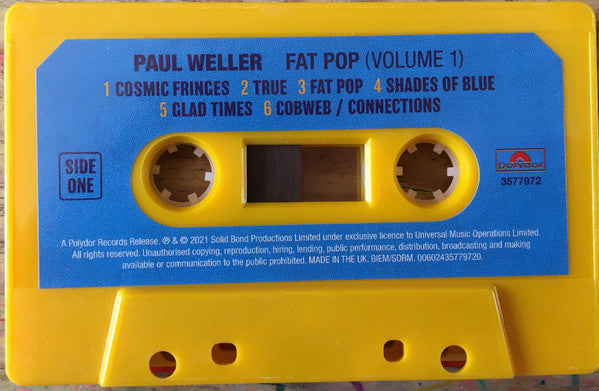 PAUL WELLER FAT POP (VOLUME 1)
1 COSMIC FRINGES 2 TRUE 3 FAT POP 4 SHADES OF BLUE
5 GLAD TIMES 6 COBWEB / CONNECTIONS
SIDE
ONE
polydor
3577972
A Polydor Records Release. ℗ & © 2021 Solid Bond Productions Limited under exclusive licence to Universal Music Operations Limited.
All rights reserved. Unauthorised copying, reproduction, hiring, lending, public performance, distribution, broadcasting and making
available or communication to the public prohibited. MADE IN THE UK. BIEM/SDRM. 00602435779720.